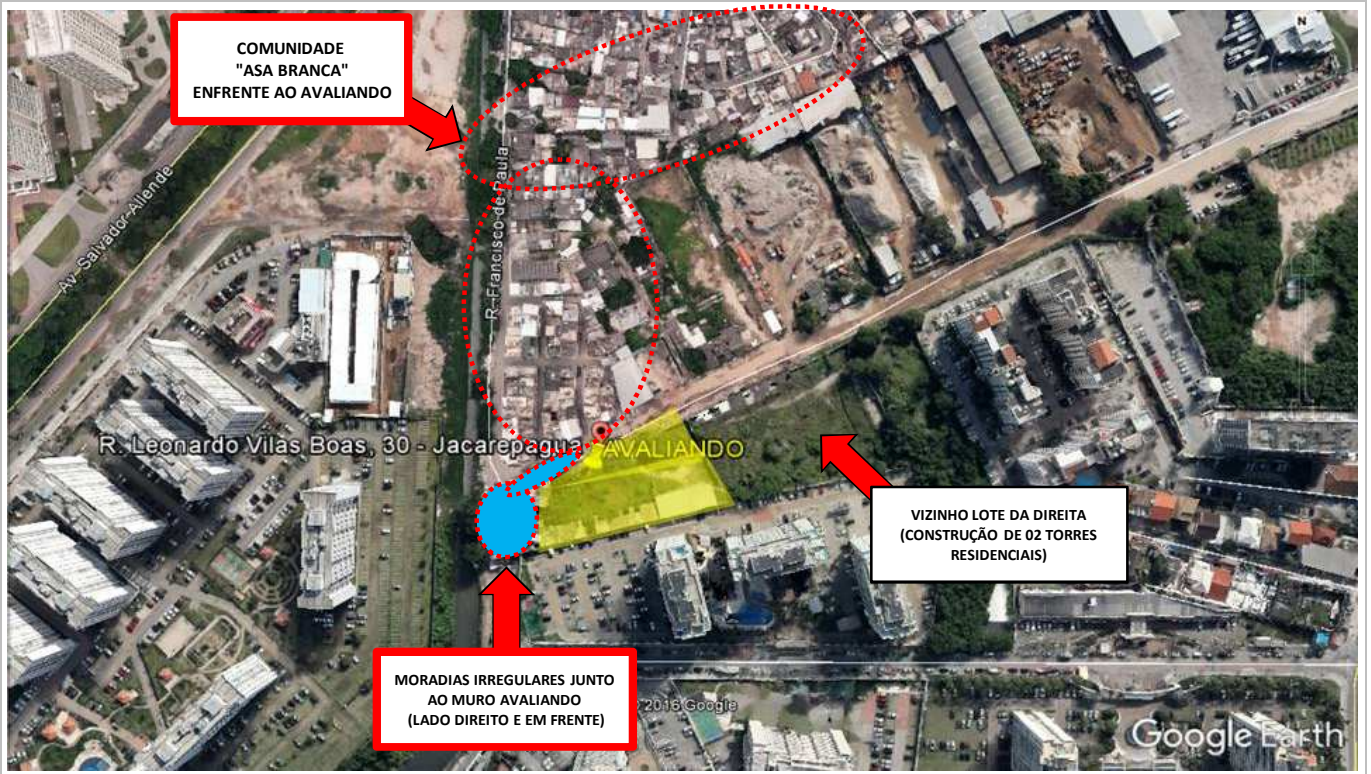 N
COMUNIDADE
"ASA BRANCA"
ENFRENTE AO AVALIANDO
R. Francisco de Paula
Av. Salvador Allende
R. Leonardo Vilas Boas, 30 - Jacarepagua
AVALIANDO
VIZINHO LOTE DA DIREITA
(CONSTRUÇÃO DE 02 TORRES
RESIDENCIAIS)
MORADIAS IRREGULARES JUNTO
AO MURO AVALIANDO
(LADO DIREITO E EM FRENTE)
2016 Google
Google Earth